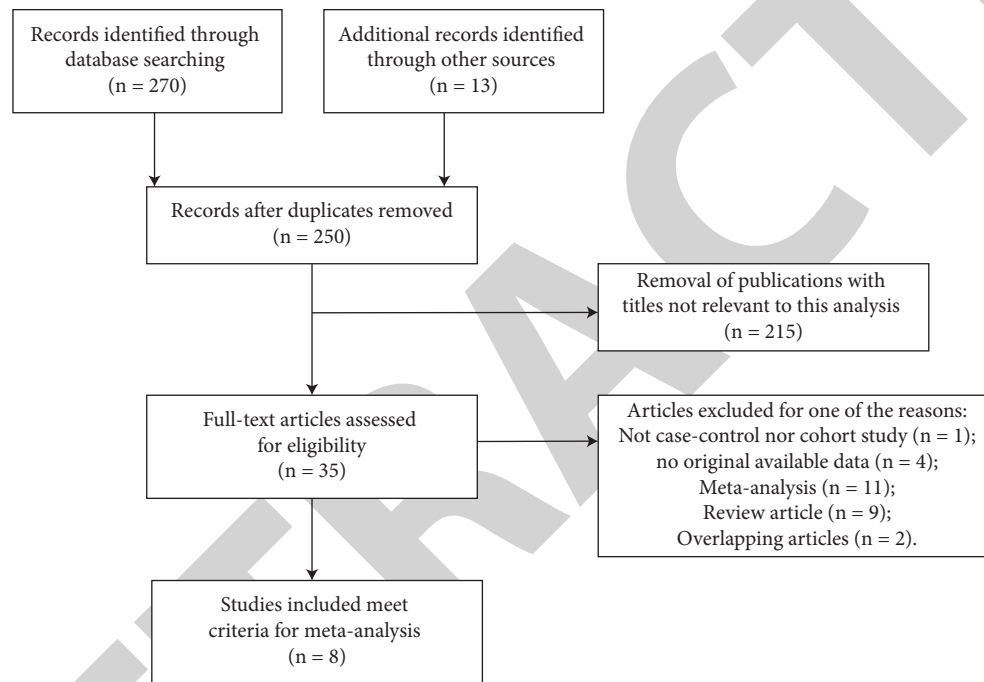 Records identified through
database searching
(n = 270)
Additional records identified
through other sources
(n = 13)
Records after duplicates removed
(n = 250)
Removal of publications with
titles not relevant to this analysis
(n = 215)
Full-text articles assessed
for eligibility
(n = 35)
Articles excluded for one of the reasons:
Not case-control nor cohort study (n = 1);
no original available data (n = 4);
Meta-analysis (n = 11);
Review article (n = 9);
Overlapping articles (n = 2).
Studies included meet
criteria for meta-analysis
(n = 8)
TRACT